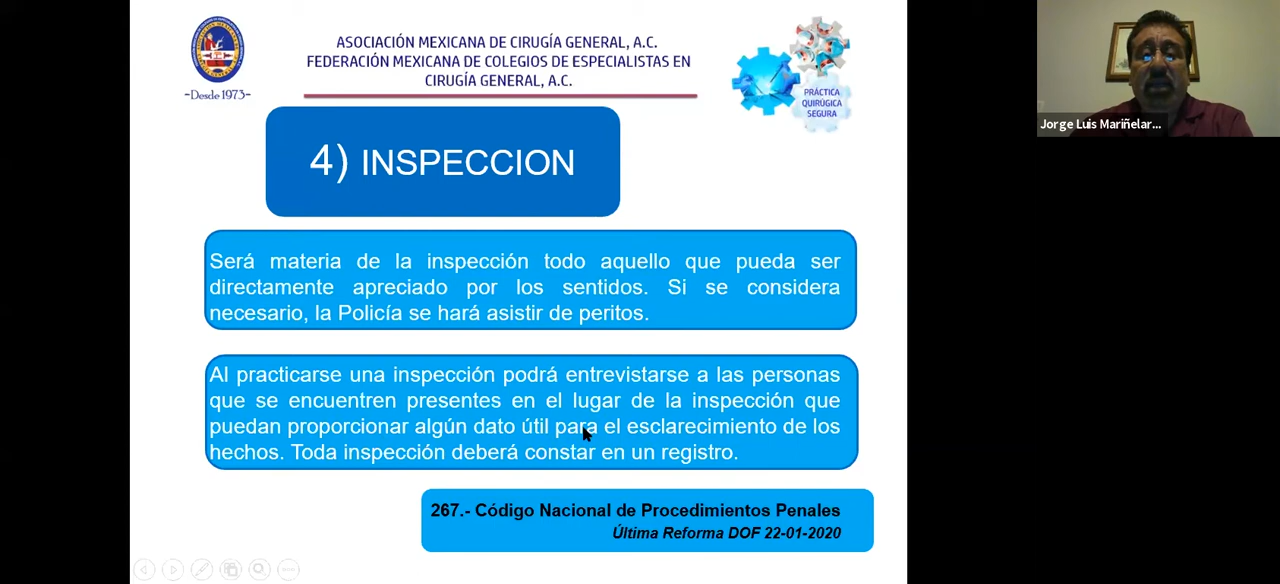 ASOCIACIÓN MEXICANA DE CIRUGÍA GENERAL, A.C.
FEDERACIÓN MEXICANA DE COLEGIOS DE ESPECIALISTAS EN
CIRUGÍA GENERAL, A.C.
-Desde 1973-
PRÁCTICA
QUIRÚGICA
SEGURA
Jorge Luis Mariñelar...
4) INSPECCION
Será materia de la inspección todo aquello que pueda ser
directamente apreciado por los sentidos. Si se considera
necesario, la Policía se hará asistir de peritos.
Al practicarse una inspección podrá entrevistarse a las personas
que se encuentren presentes en el lugar de la inspección que
puedan proporcionar algún dato útil para el esclarecimiento de los
hechos. Toda inspección deberá constar en un registro.
267.- Código Nacional de Procedimientos Penales
Última Reforma DOF 22-01-2020